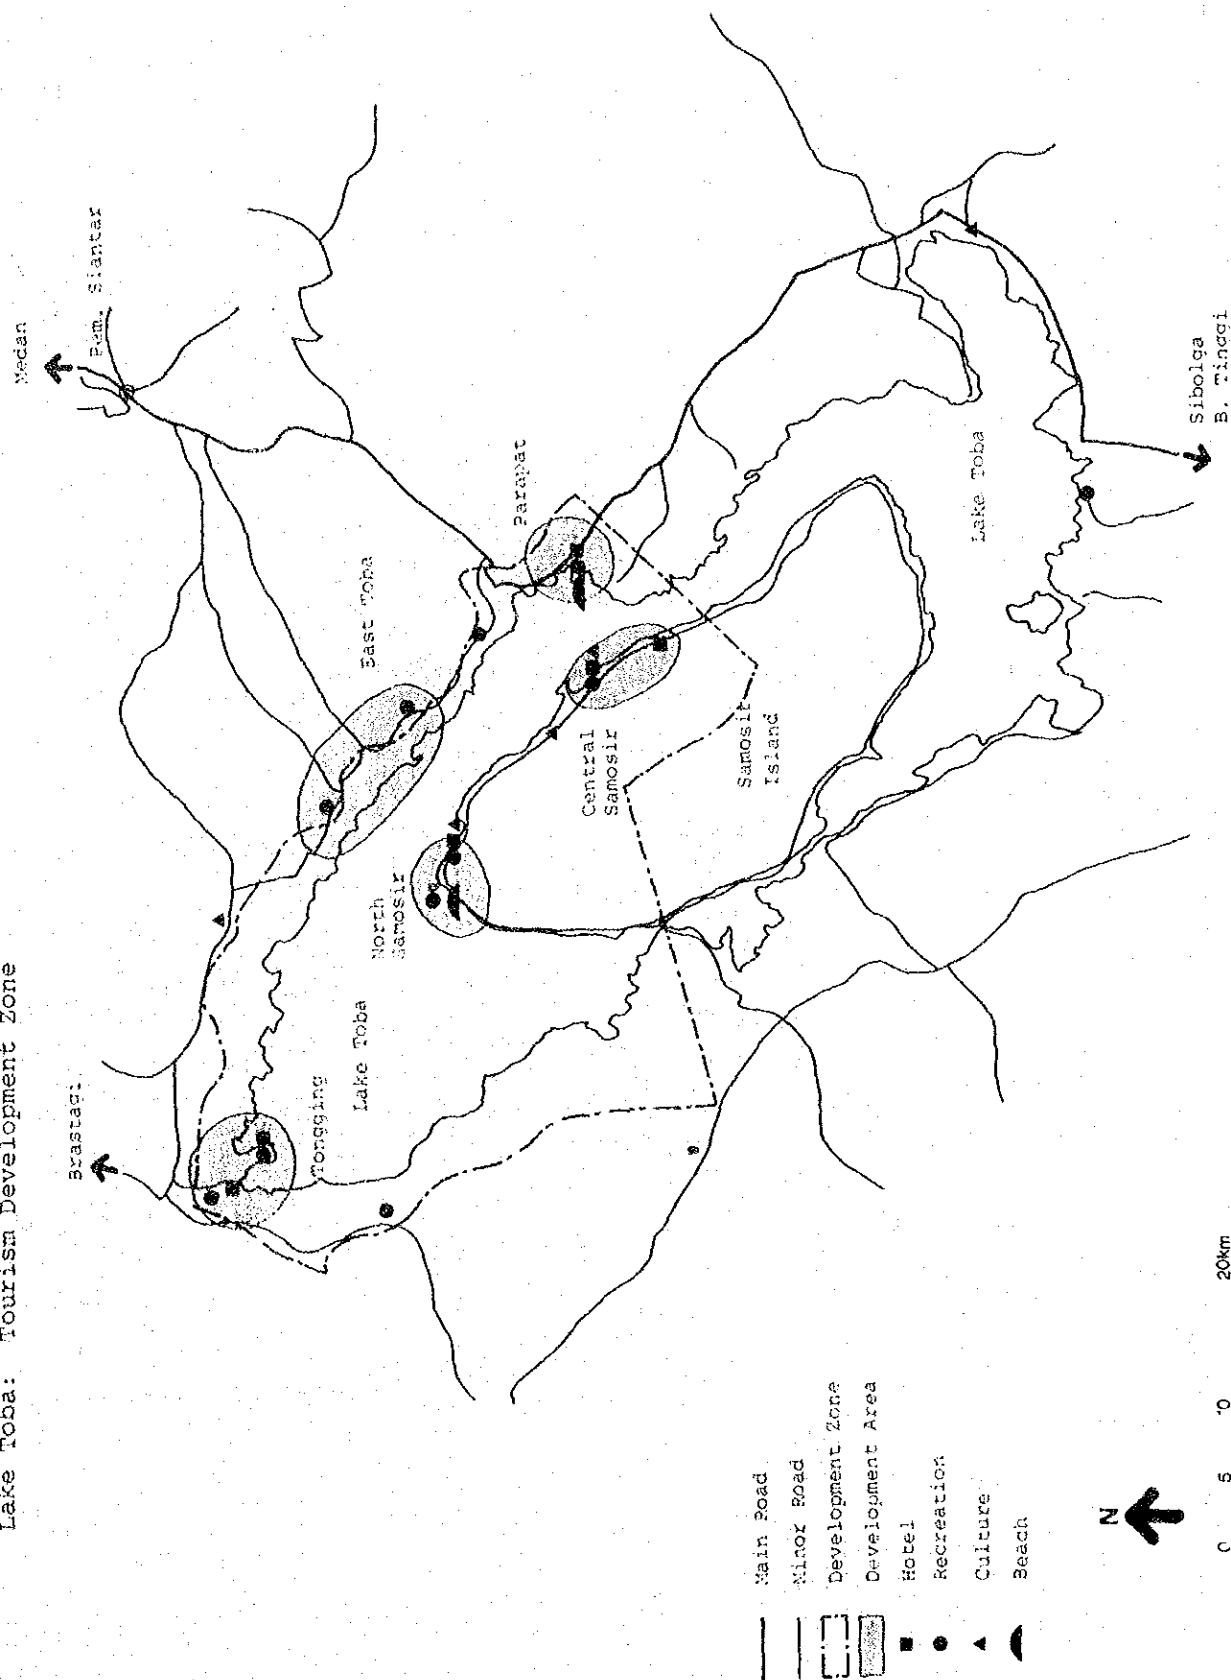 Lake Toba: Tourism Development Zone
Medan
Pem. Siantar
Brastagi
East Toba
Parapat
Tongging
Lake Toba
North
Samosir
Central
Samosir
Samosir
Island
Lake Toba
Sibolga
B. Tinggi
Main Road
Minor Road
Development Zone
Development Area
Hotel
Recreation
Culture
Beach
N
0 5 10 20km